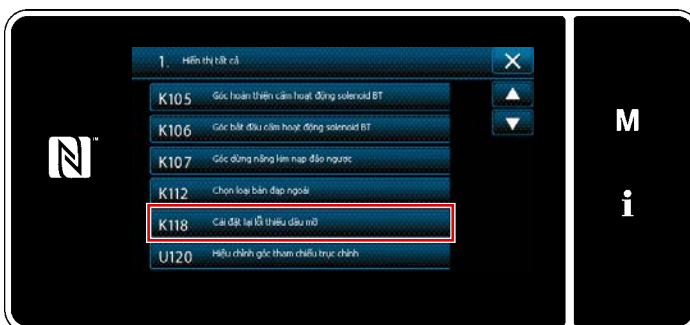 1. Hiển thị tất cả
K105 Góc hoàn thiện cấm hoạt động solenoid BT
K106 Góc bắt đầu cấm hoạt động solenoid BT
K107 Góc dừng nâng kim nạp đảo ngược
K112 Chọn loại bàn đạp ngoài
K118 Cài đặt lại lỗi thiếu dầu mỡ
U120 Hiệu chỉnh góc tham chiếu trục chính
M
i